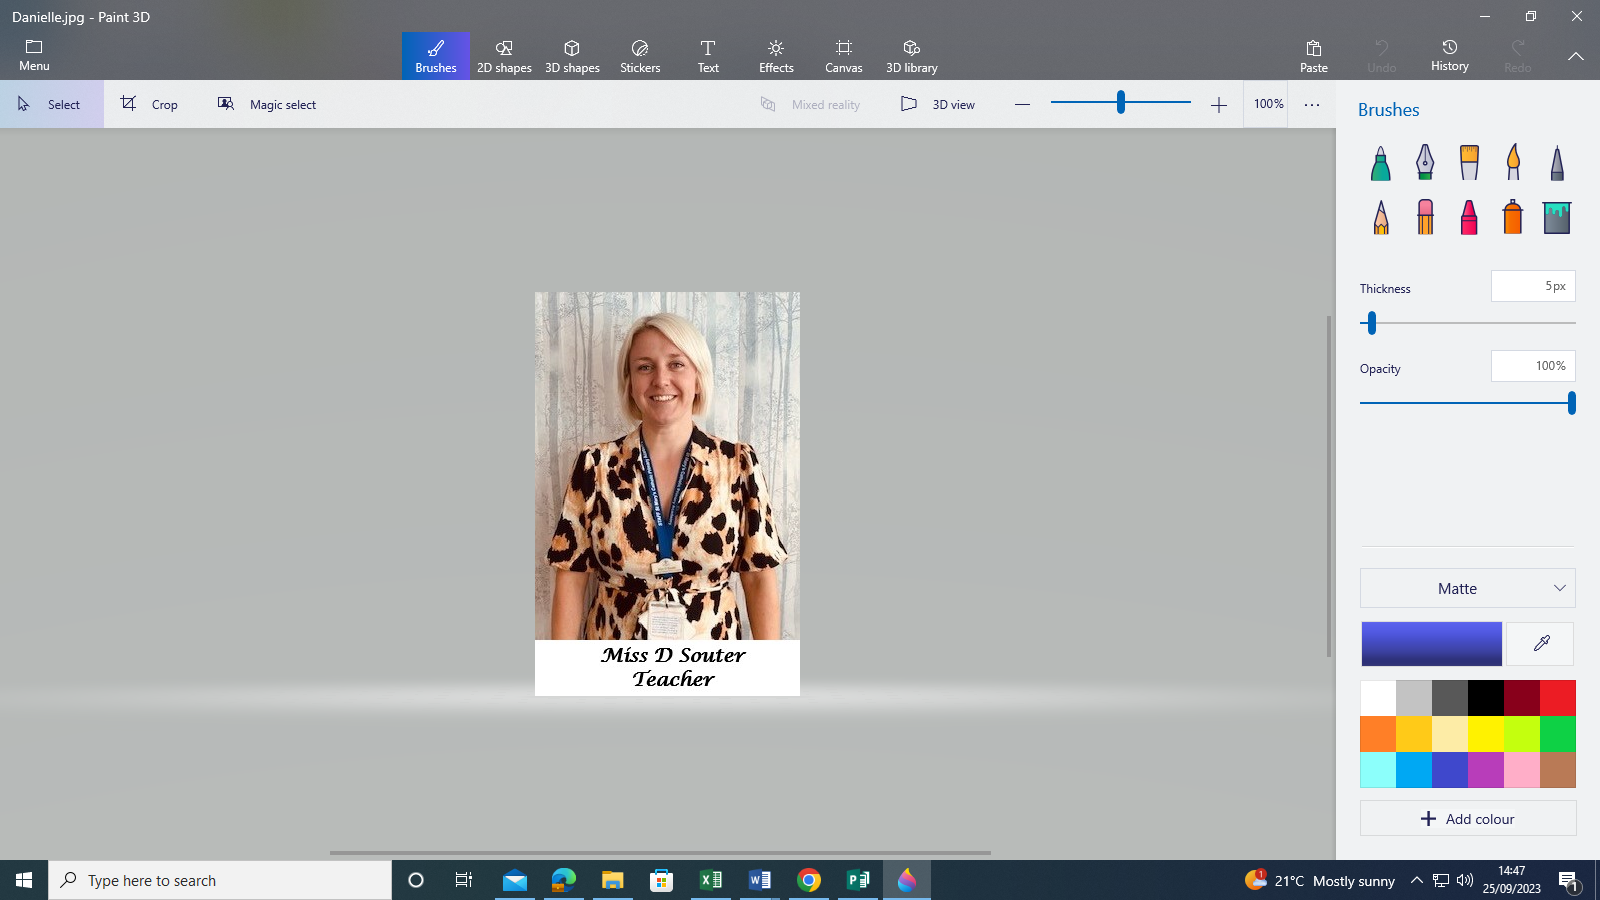 Danielle.jpg - Paint 3D
Menu
Brushes
2D shapes
3D shapes
Stickers
Text
Effects
Canvas
3D library
Paste
Undo
History
Redo
Select
Crop
Magic select
Mixed reality
3D view
100%
Brushes
Thickness
5px
Opacity
100%
Matte
Add colour
Miss D Souter
Teacher
Type here to search
1
21°C Mostly sunny
14:47
25/09/2023
1